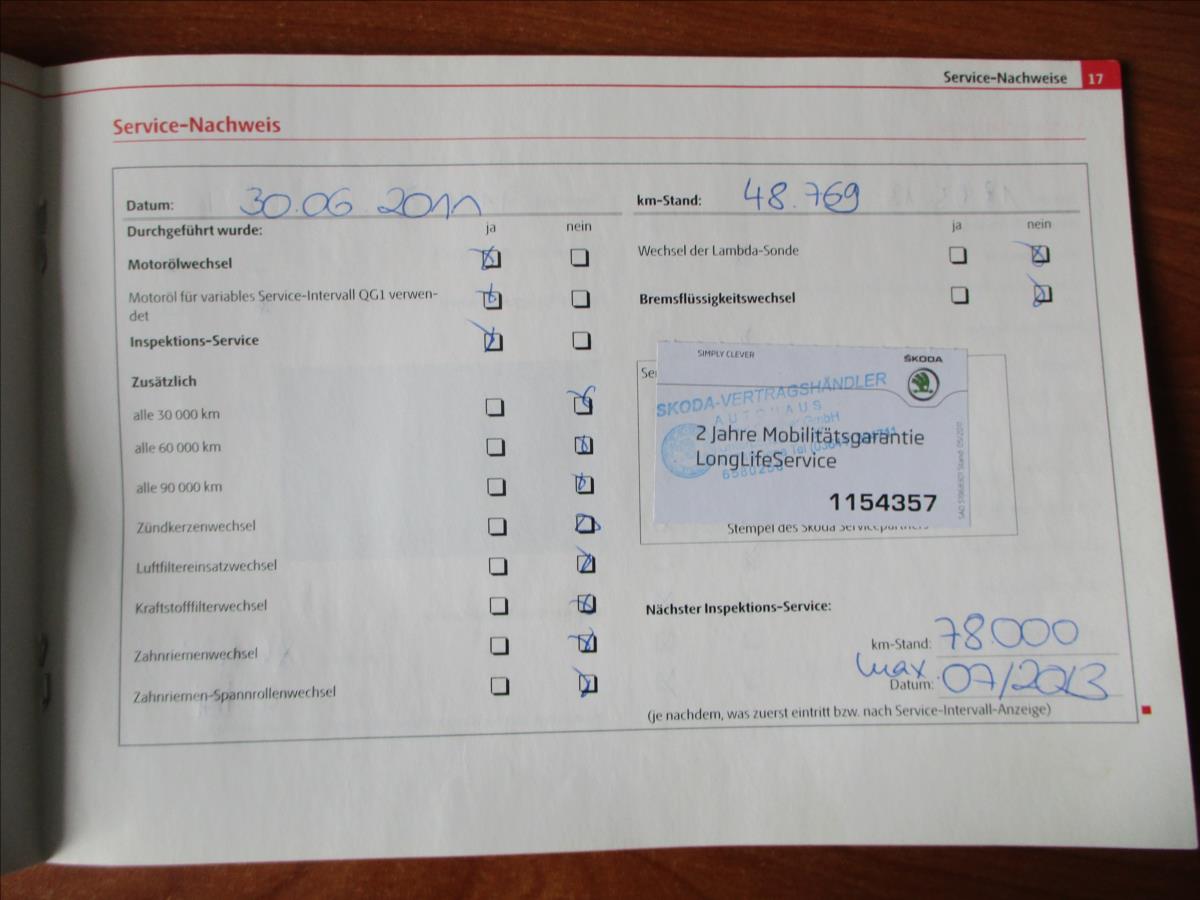 Service-Nachweise 17
Service-Nachweis
Datum: 30.06 2011
km-Stand: 48.769
Durchgeführt wurde: ja nein
ja nein
Motorölwechsel
Wechsel der Lambda-Sonde
Motoröl für variables Service-Intervall QG1 verwen-
det
Bremsflüssigkeitswechsel
Inspektions-Service
Zusätzlich
alle 30 000 km
alle 60 000 km
alle 90 000 km
Zündkerzenwechsel
Luftfiltereinsatzwechsel
Kraftstofffilterwechsel
Zahnriemenwechsel
Zahnriemen-Spannrollenwechsel
SIMPLY CLEVER
ŠKODA
SKODA-VERTRAGSHÄNDLER
GmbH
2 Jahre Mobilitätsgarantie
LongLifeService
1154357
Stempel des Skoda Servicepartners
Nächster Inspektions-Service:
km-Stand: 78.000
max
Datum: 07/2013
(je nachdem, was zuerst eintritt bzw. nach Service-Intervall-Anzeige)